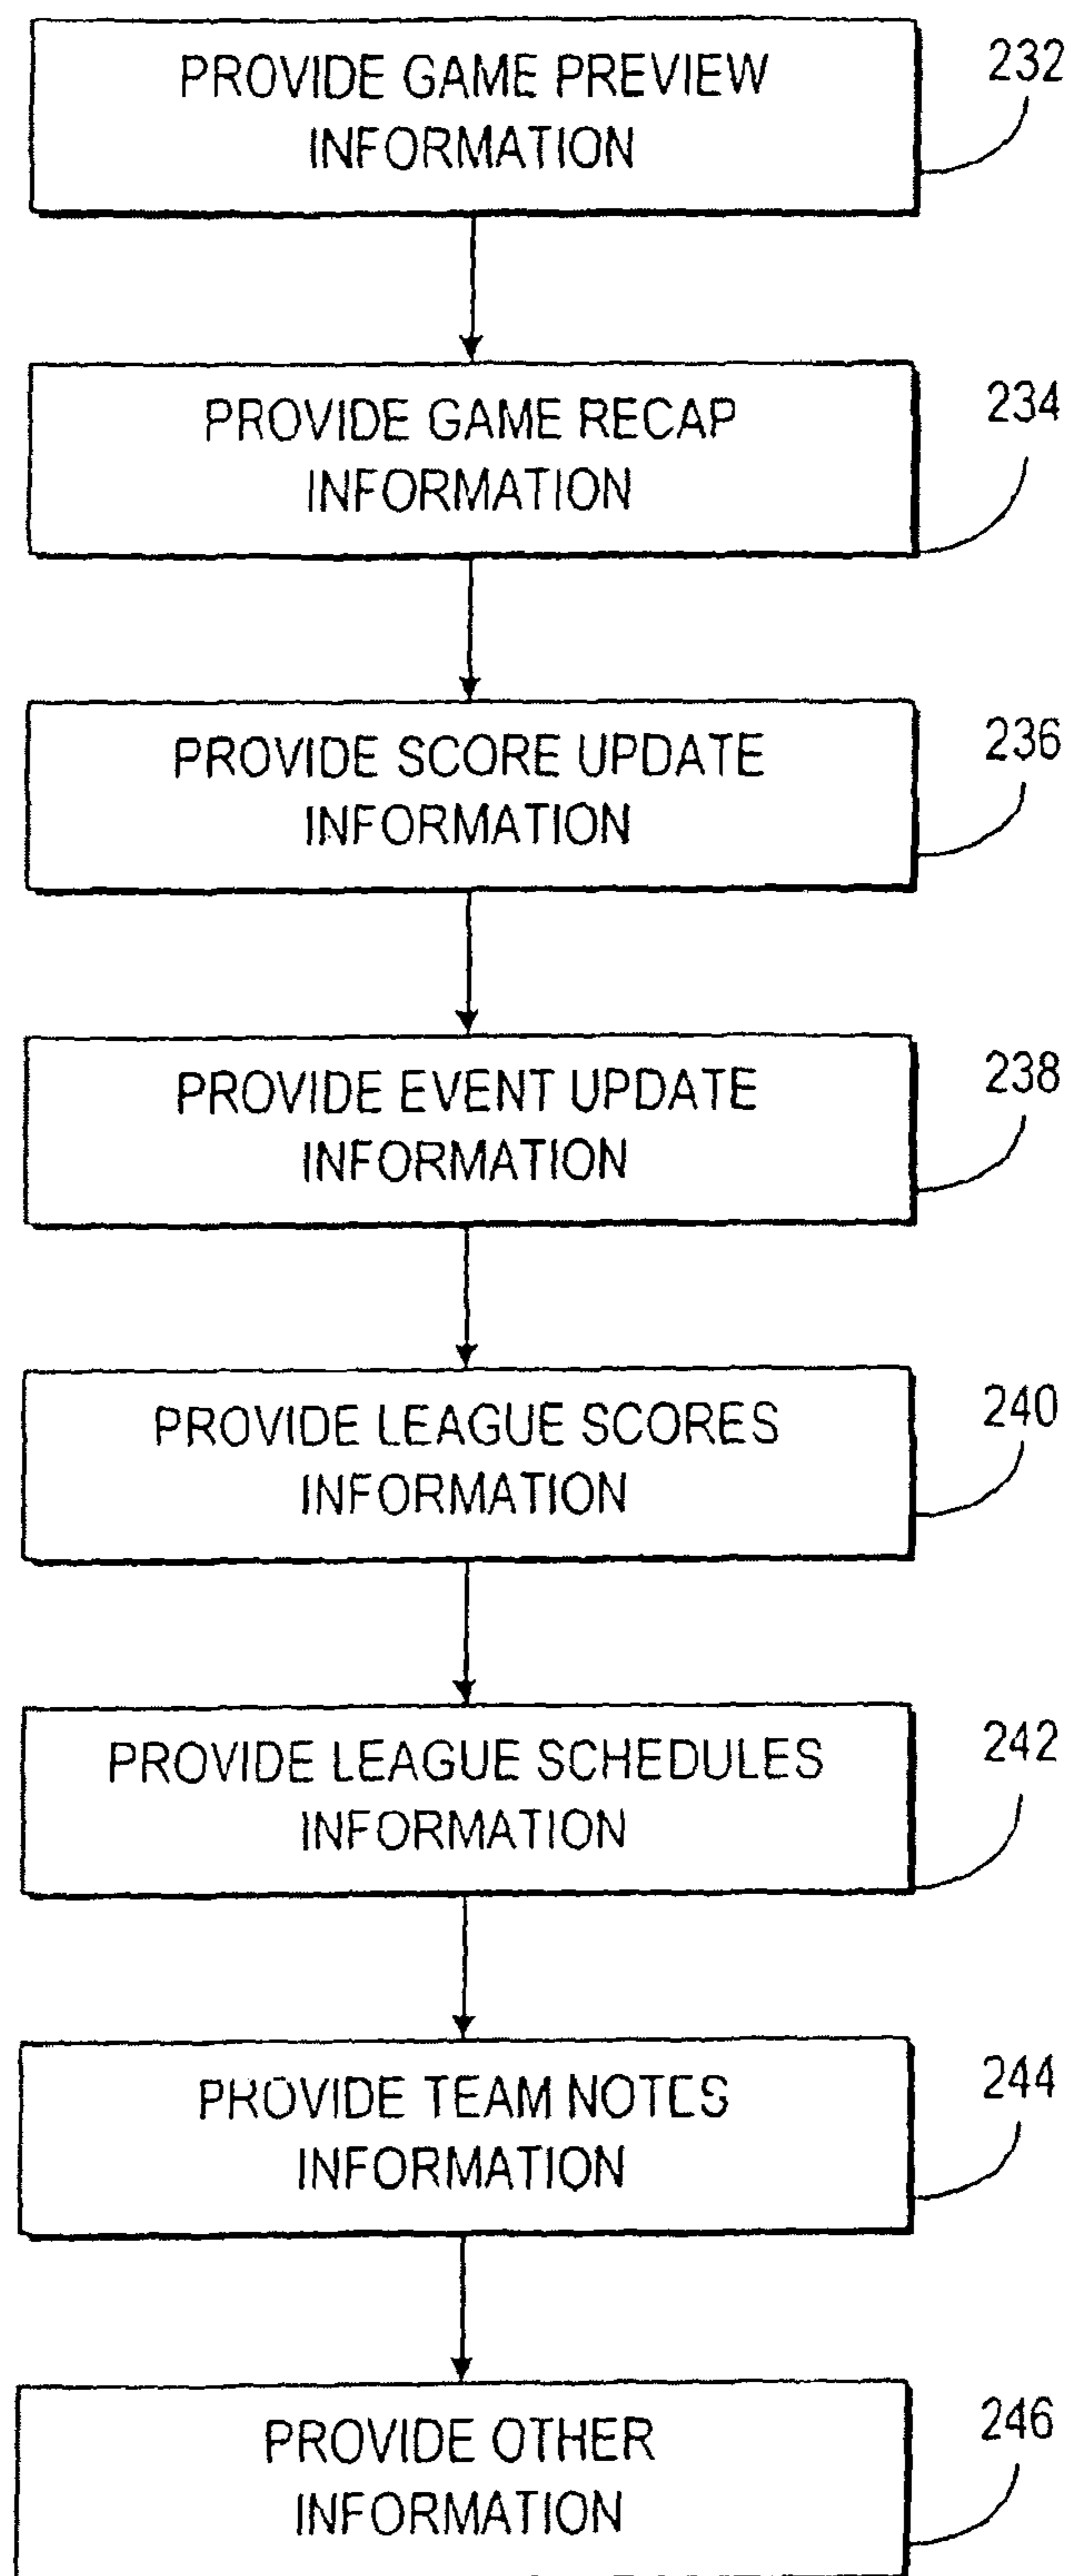 PROVIDE GAME PREVIEW
INFORMATION
232
PROVIDE GAME RECAP
INFORMATION
234
PROVIDE SCORE UPDATE
INFORMATION
236
PROVIDE EVENT UPDATE
INFORMATION
238
PROVIDE LEAGUE SCORES
INFORMATION
240
PROVIDE LEAGUE SCHEDULES
INFORMATION
242
PROVIDE TEAM NOTES
INFORMATION
244
PROVIDE OTHER
INFORMATION
246